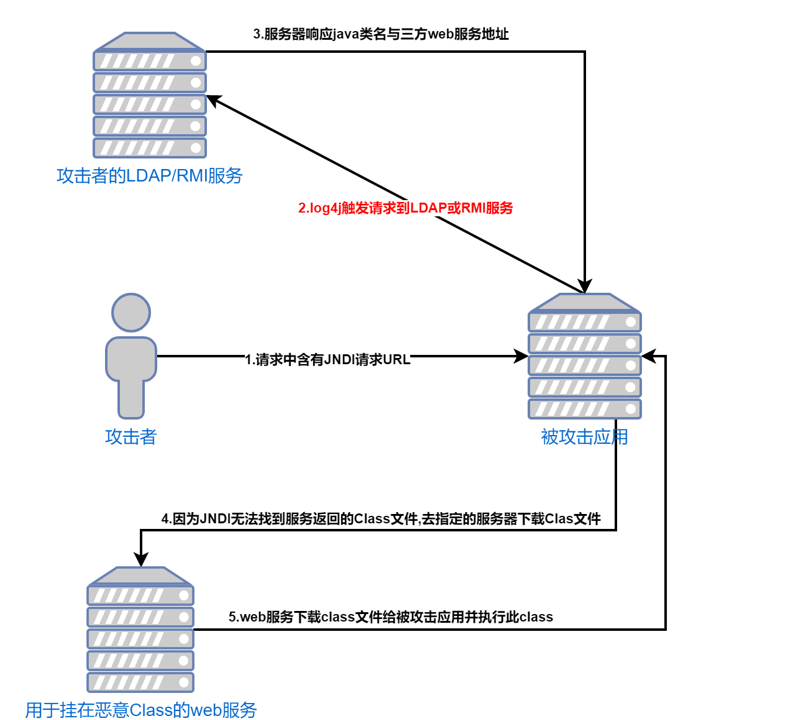 3.服务器响应java类名与三方web服务地址
攻击者的LDAP/RMI服务
2.log4j触发请求到LDAP或RMI服务
1.请求中含有JNDI请求URL
攻击者
被攻击应用
4.因为JNDI无法找到服务返回的Class文件,去指定的服务器下载Clas文件
5.web服务下载class文件给被攻击应用并执行此class
用于挂在恶意Class的web服务